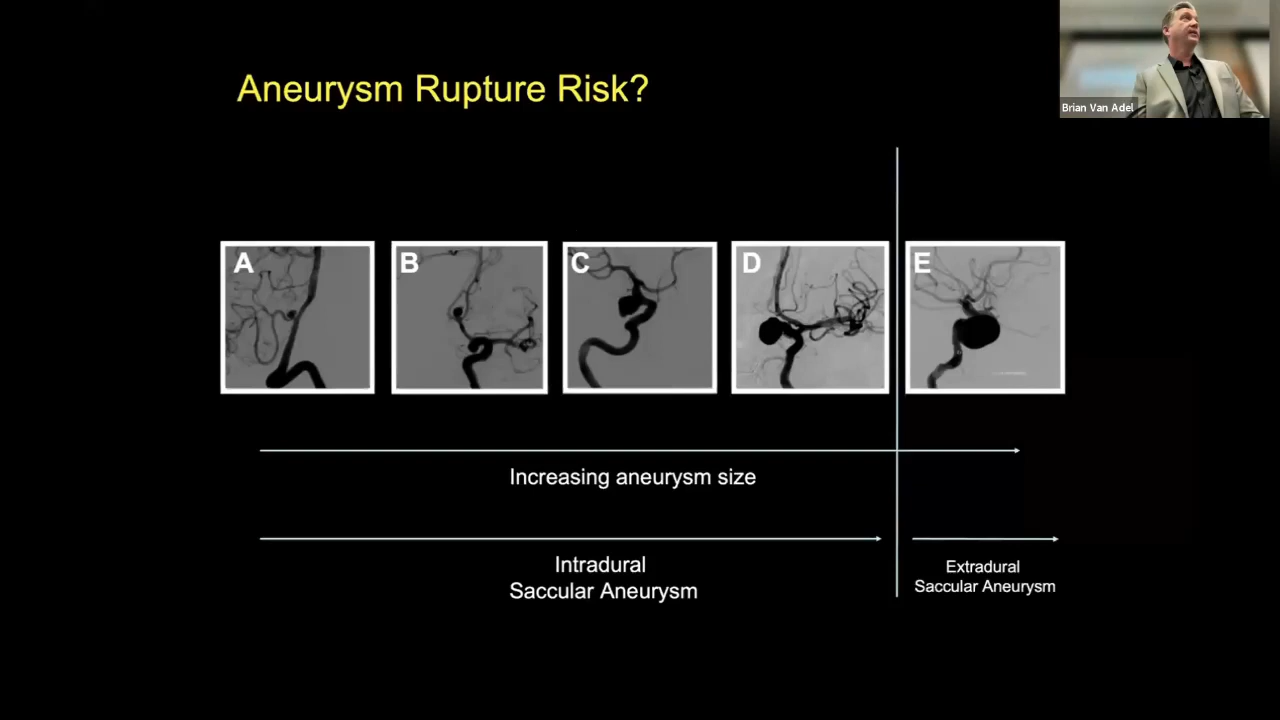 Aneurysm Rupture Risk?
Brian Van Adel
A
B
C
D
E
Increasing aneurysm size
Intradural
Saccular Aneurysm
Extradural
Saccular Aneurysm